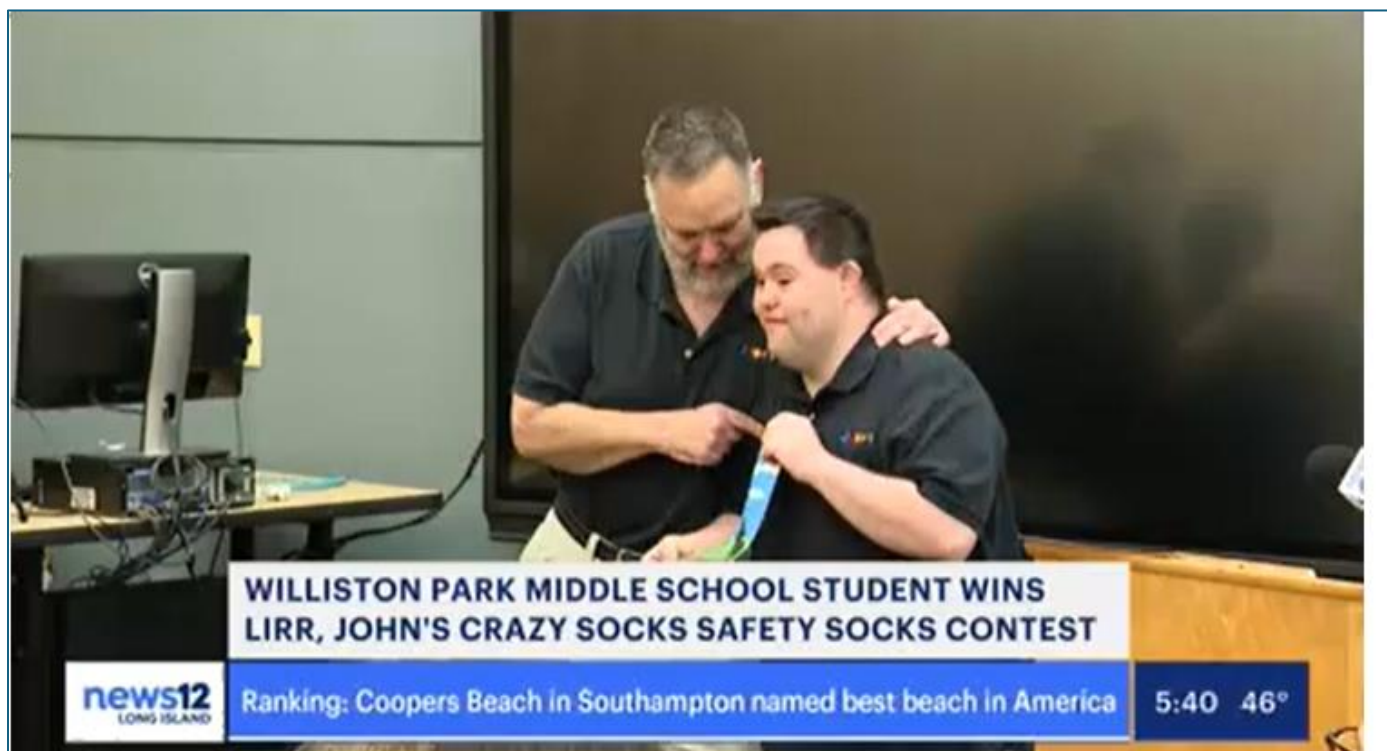 WILLISTON PARK MIDDLE SCHOOL STUDENT WINS
LIRR, JOHN'S CRAZY SOCKS SAFETY SOCKS CONTEST
news12
LONG ISLAND
Ranking: Coopers Beach in Southampton named best beach in America
5:40 46°